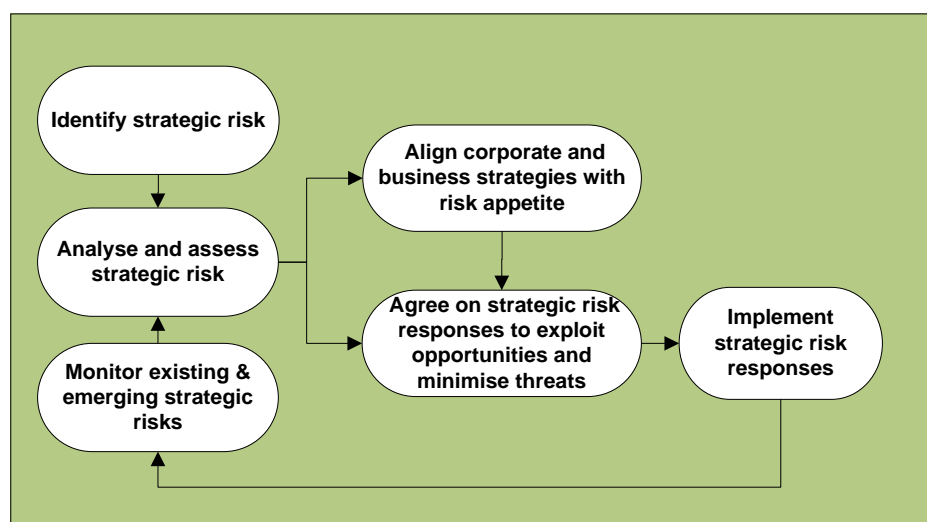 Identify strategic risk
Analyse and assess
strategic risk
Monitor existing &
emerging strategic
risks
Align corporate and
business strategies with
risk appetite
Agree on strategic risk
responses to exploit
opportunities and
minimise threats
Implement
strategic risk
responses